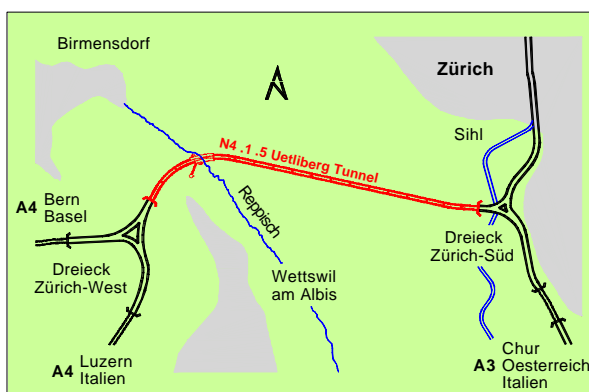 Birmensdorf
Zürich
Sihl
N4 .1 .5 Uetliberg Tunnel
A4 Bern
Basel
Reppisch
Dreieck
Zürich-West
Dreieck
Zürich-Süd
Wettswil
am Albis
A4 Luzern
Italien
A3 Chur
Oesterreich
Italien